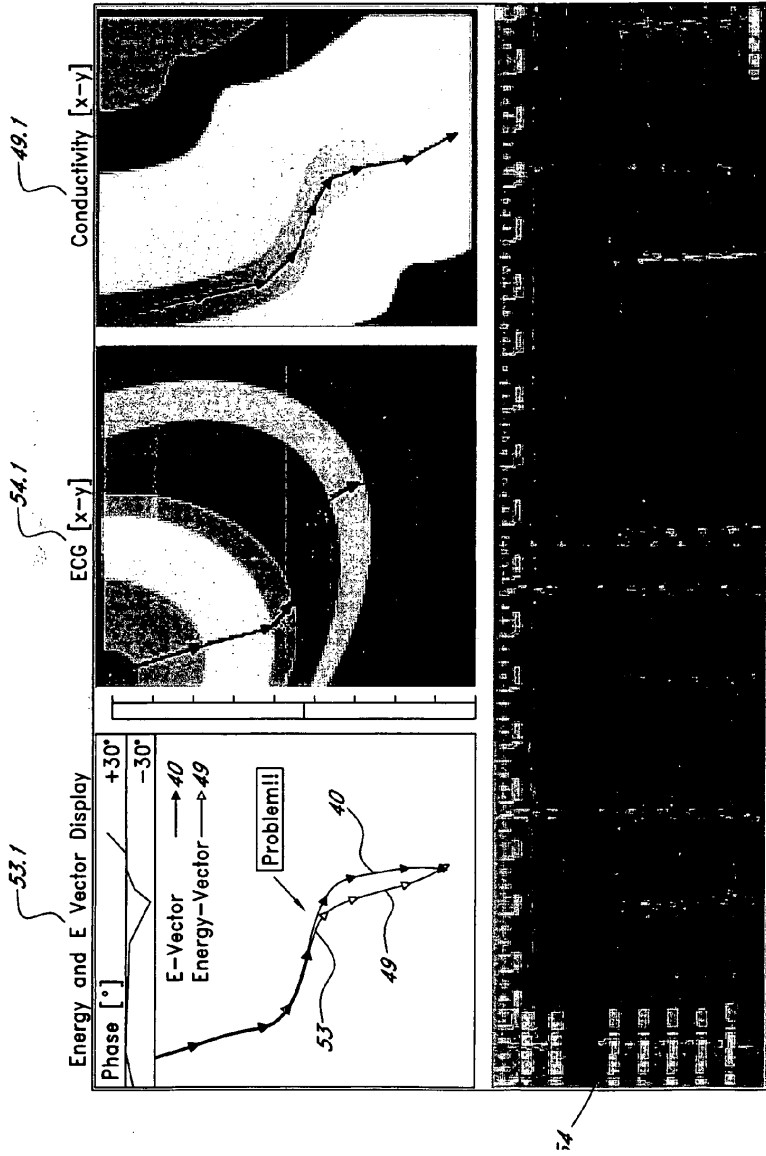 53.1
Energy and E Vector Display
Phase [°]
+30°
-30°
E-Vector 40
Energy-Vector 49
Problem!!
53
40
49
54.1
ECG [x-y]
49.1
Conductivity [x-y]
54